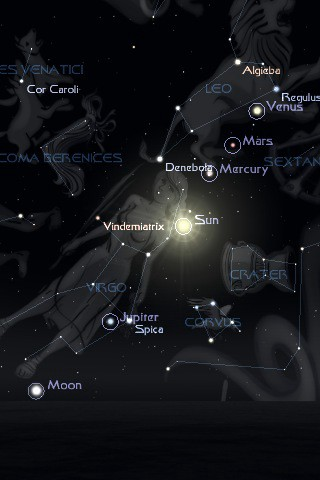 ES VENATICI
Algieba
Cor Caroli
LEO
Regulus
Venus
Mars
COMA BERENICES
SEXTAN
Denebola
Mercury
Sun
Vindemiatrix
CRATER
VIRGO
Jupiter
CORVUS
Spica
Moon